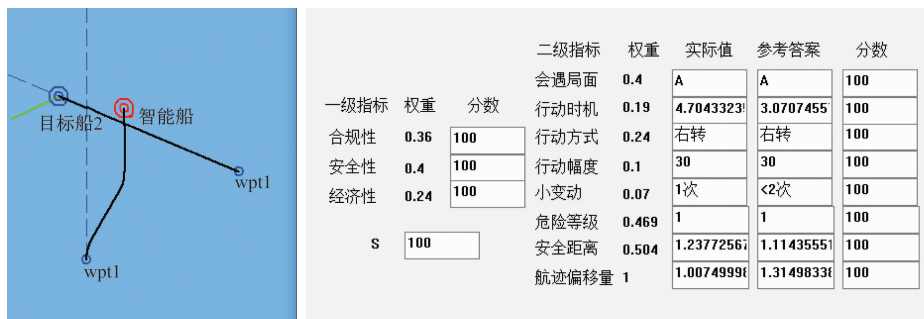 智能船
目标船2
wpt1
wpt1
二级指标 权重 实际值 参考答案 分数
会遇局面 0.4 A A 100
一级指标 权重 分数
行动时机 0.19 4.7043323 3.0707455 100
合规性 0.36 100
行动方式 0.24 右转 右转 100
安全性 0.4 100
行动幅度 0.1 30 30 100
经济性 0.24 100
小变动 0.07 1次 <2次 100
危险等级 0.469 1 1 100
S 100
安全距离 0.504 1.2377256 1.11435551 100
航迹偏移量 1 1.0074999 1.31498338 100